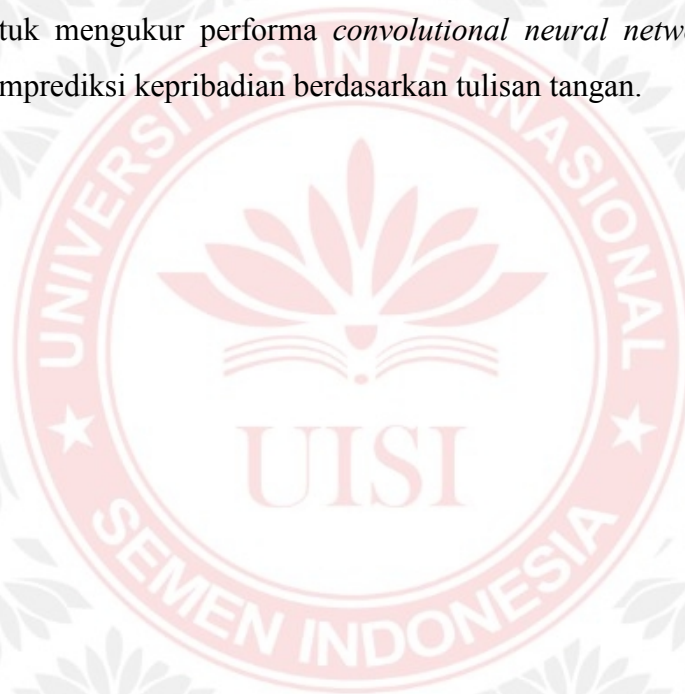 tuk mengukur performa convolutional neural netw
mprediksi kepribadian berdasarkan tulisan tangan.
UNIVERSITAS INTERNASIONAL
UISI
SEMEN INDONESIA